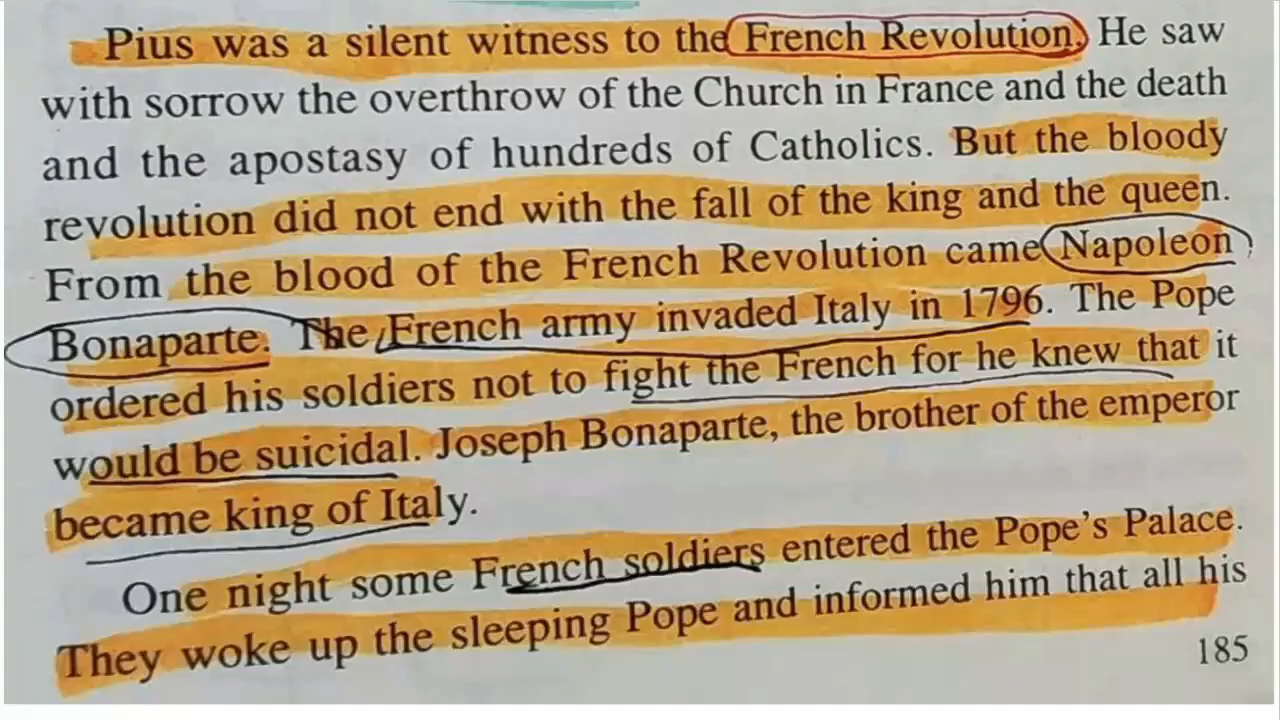 Pius was a silent witness to the French Revolution. He saw
with sorrow the overthrow of the Church in France and the death
and the apostasy of hundreds of Catholics. But the bloody
revolution did not end with the fall of the king and the queen.
From the blood of the French Revolution came Napoleon
Bonaparte. The French army invaded Italy in 1796. The Pope
ordered his soldiers not to fight the French for he knew that it
would be suicidal. Joseph Bonaparte, the brother of the emperor
became king of Italy.
One night some French soldiers entered the Pope's Palace.
They woke up the sleeping Pope and informed him that all his
185